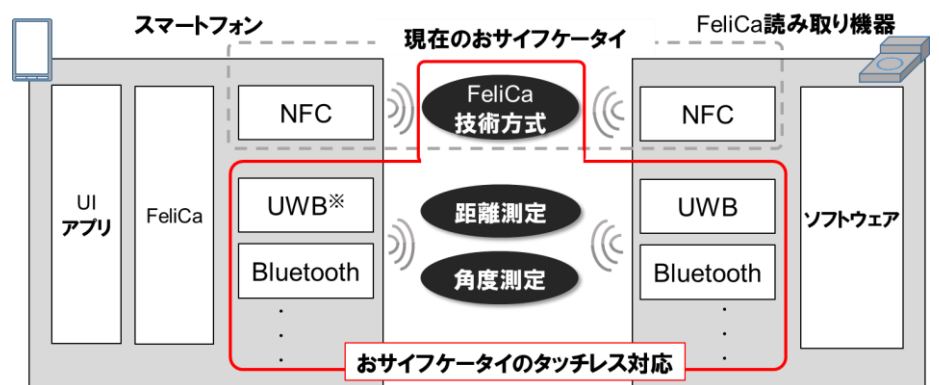 スマートフォン
現在のおサイフケータイ
FeliCa読み取り機器
NFC
FeliCa
技術方式
NFC
UI
アプリ
FeliCa
UWB※
距離測定
UWB
ソフトウェア
Bluetooth
角度測定
Bluetooth
おサイフケータイのタッチレス対応